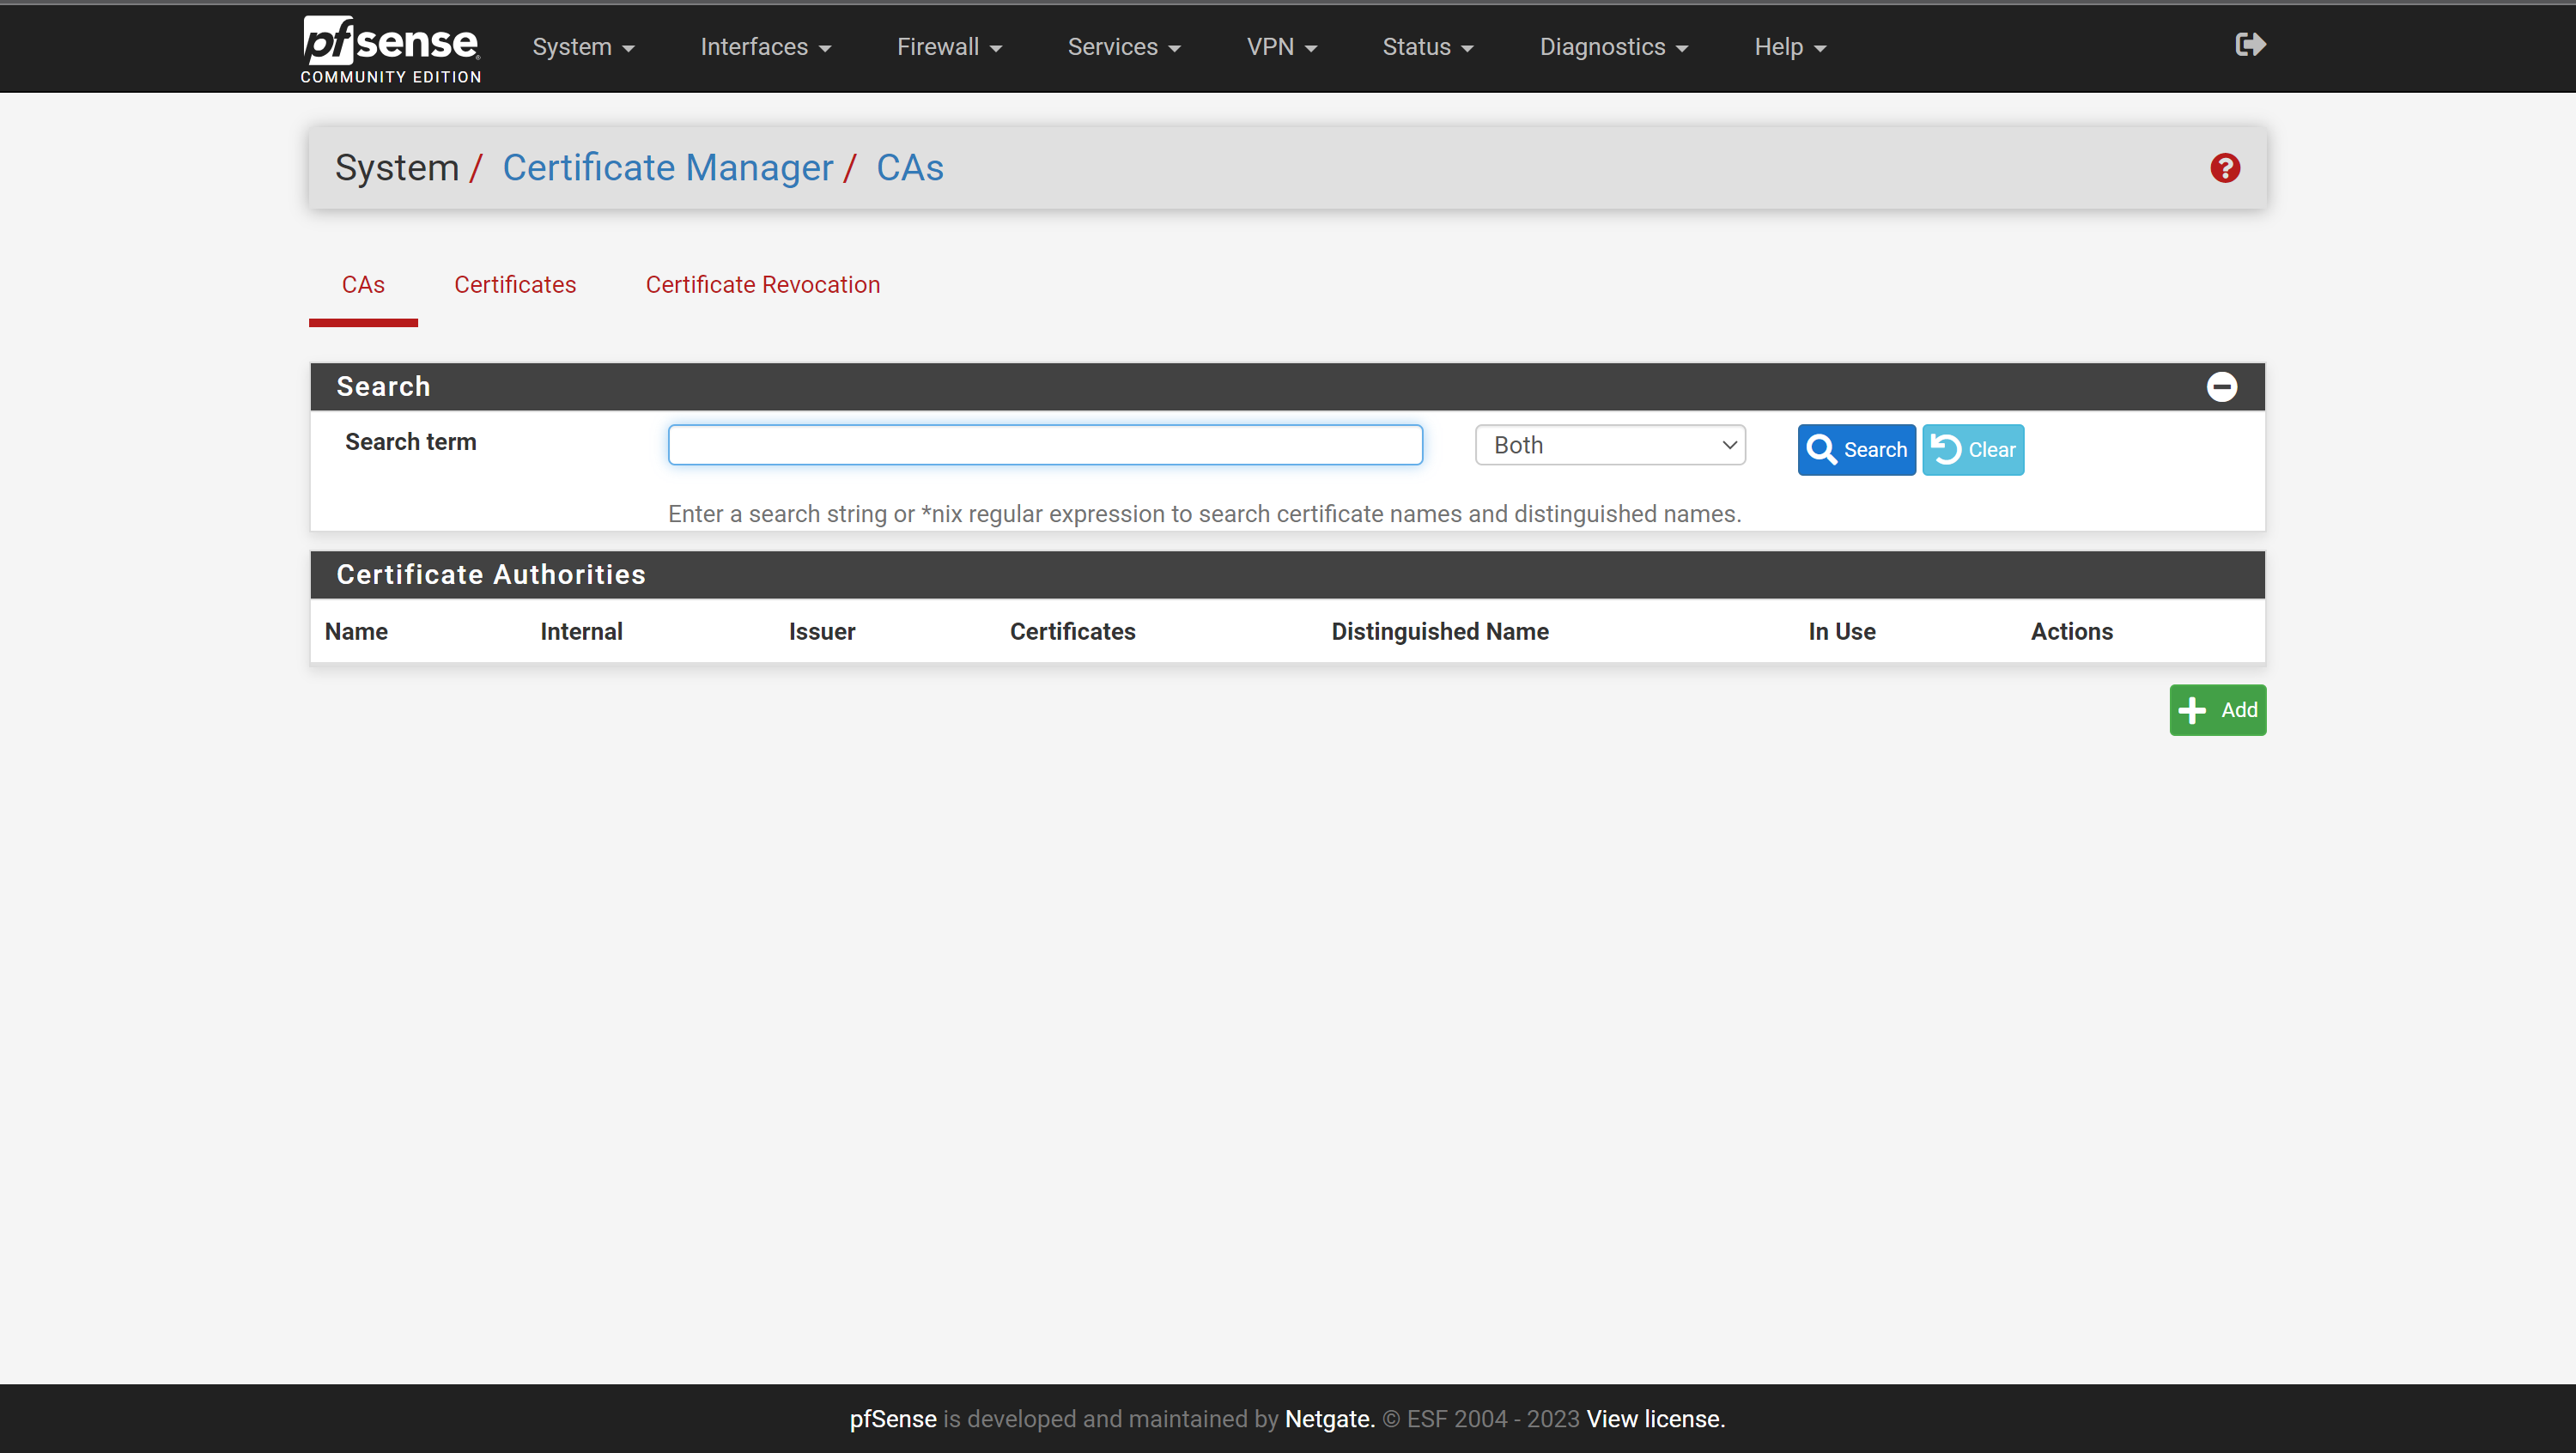 pfsense
COMMUNITY EDITION
System Interfaces Firewall Services VPN Status Diagnostics Help
System / Certificate Manager / CAs
CAs Certificates Certificate Revocation
Search
Search term Both Search Clear
Enter a search string or *nix regular expression to search certificate names and distinguished names.
Certificate Authorities
Name Internal Issuer Certificates Distinguished Name In Use Actions
Add
pfSense is developed and maintained by Netgate. © ESF 2004 - 2023 View license.